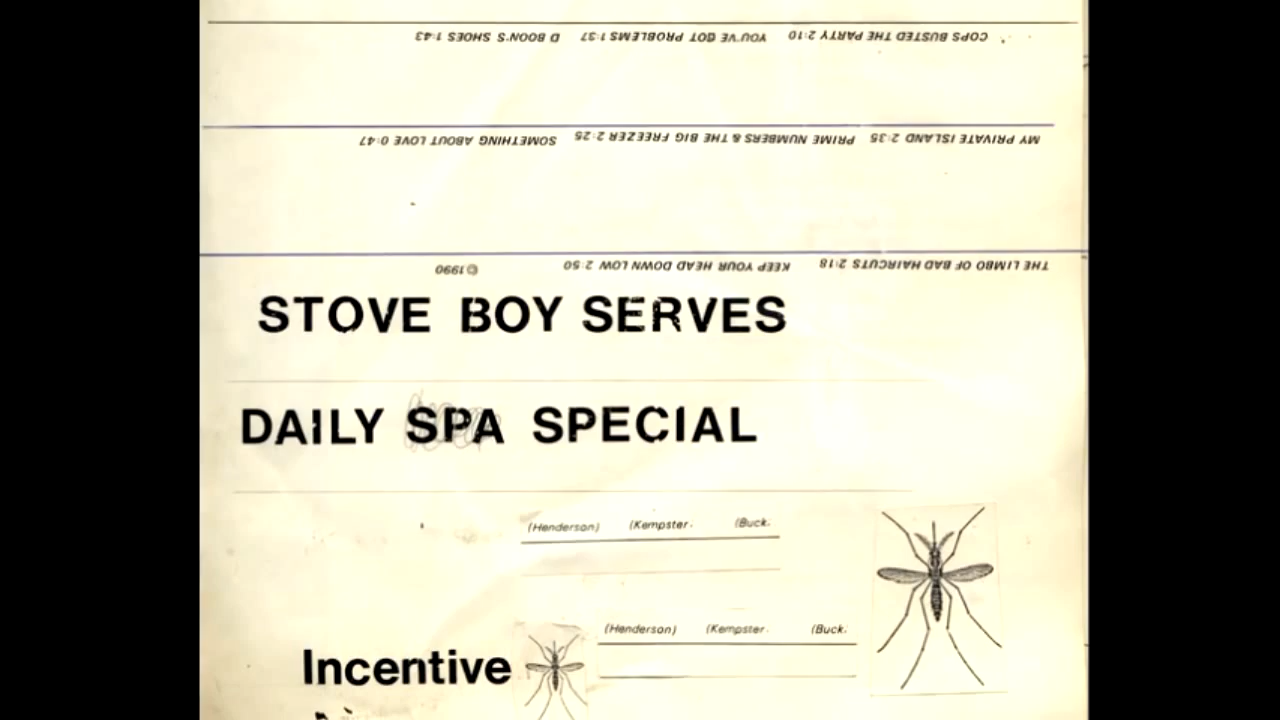 COPS BUSTED THE PARTY 2:10 YOU'VE GOT PROBLEMS 1:37 D BOON'S SHOES 1:43
MY PRIVATE ISLAND 2:35 PRIME NUMBERS & THE BIG FREEZER 2:25 SOMETHING ABOUT LOVE 0:47
THE LIMBO OF BAD HAIRCUTS 2:18 KEEP YOUR HEAD DOWN LOW 2:50 ©1990
STOVE BOY SERVES
DAILY SPA SPECIAL
(Henderson) (Kempster. (Buck.
(Henderson) (Kempster. (Buck.
Incentive